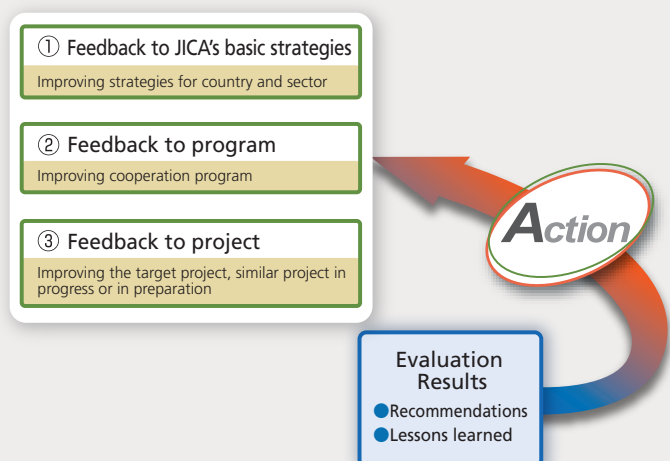 ① Feedback to JICA's basic strategies
Improving strategies for country and sector
② Feedback to program
Improving cooperation program
③ Feedback to project
Improving the target project, similar project in
progress or in preparation
Action
Evaluation
Results
●Recommendations
●Lessons learned